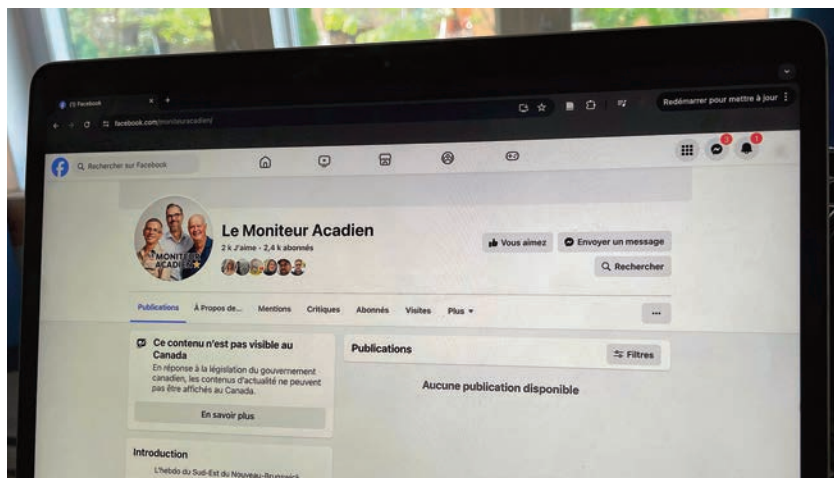 (1) Facebook
Redémarrer pour mettre à jour
facebook.com/moniteuracadien/
Rechercher sur Facebook
3
1
Le Moniteur Acadien
2 k J'aime • 2,4 k abonnés
MONITEUR
ACADIEN
Vous aimez
Envoyer un message
Rechercher
Publications
À Propos de...
Mentions
Critiques
Abonnés
Visites
Plus
Ce contenu n'est pas visible au
Canada
En réponse à la législation du gouvernement
canadien, les contenus d'actualité ne peuvent
pas être affichés au Canada.
En savoir plus
Publications
Filtres
Aucune publication disponible
Introduction
L'hebdo du Sud-Est du Nouveau-Brunswick